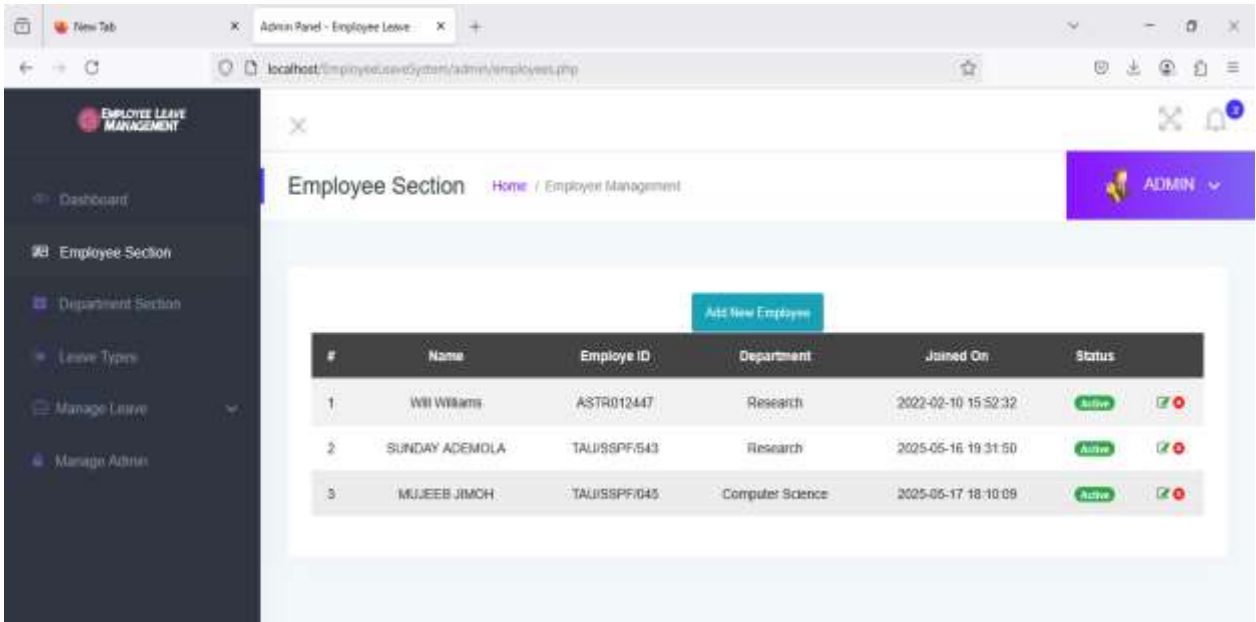 New Tab
Admin Panel - Employee Leave
localhost/EmployeeLeaveSystem/admin/employees.php
EMPLOYEE LEAVE
MANAGEMENT
3
Employee Section Home / Employee Management
ADMIN
Dashboard
Employee Section
Department Section
Leave Types
Manage Leave
Manage Admin
Add New Employee
# Name Employe ID Department Joined On Status
1 Will Williams ASTR012447 Research 2022-02-10 15:52:32 Active
2 SUNDAY ADEMOLA TAU/SSPF/543 Research 2025-05-16 19:31:50 Active
3 MUJEEB JIMOH TAU/SSPF/045 Computer Science 2025-05-17 18:10:09 Active